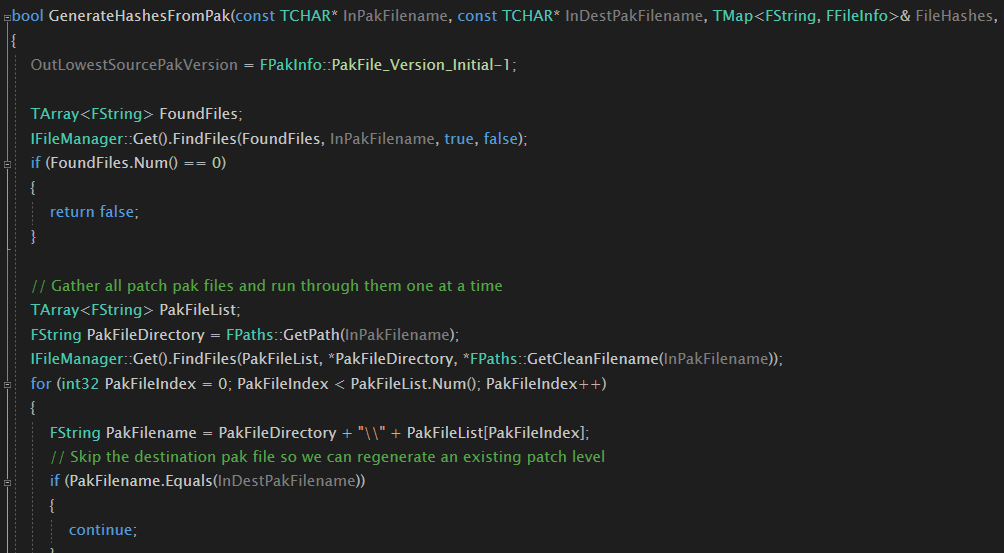 bool GenerateHashesFromPak(const TCHAR* InPakFilename, const TCHAR* InDestPakFilename, TMap<FString, FFileInfo>& FileHashes,
{
OutLowestSourcePakVersion = FPakInfo::PakFile_Version_Initial-1;
TArray<FString> FoundFiles;
IFileManager::Get().FindFiles(FoundFiles, InPakFilename, true, false);
if (FoundFiles.Num() == 0)
{
return false;
}
// Gather all patch pak files and run through them one at a time
TArray<FString> PakFileList;
FString PakFileDirectory = FPaths::GetPath(InPakFilename);
IFileManager::Get().FindFiles(PakFileList, *PakFileDirectory, *FPaths::GetCleanFilename(InPakFilename));
for (int32 PakFileIndex = 0; PakFileIndex < PakFileList.Num(); PakFileIndex++)
{
FString PakFilename = PakFileDirectory + "\\" + PakFileList[PakFileIndex];
// Skip the destination pak file so we can regenerate an existing patch level
if (PakFilename.Equals(InDestPakFilename))
{
continue;
}